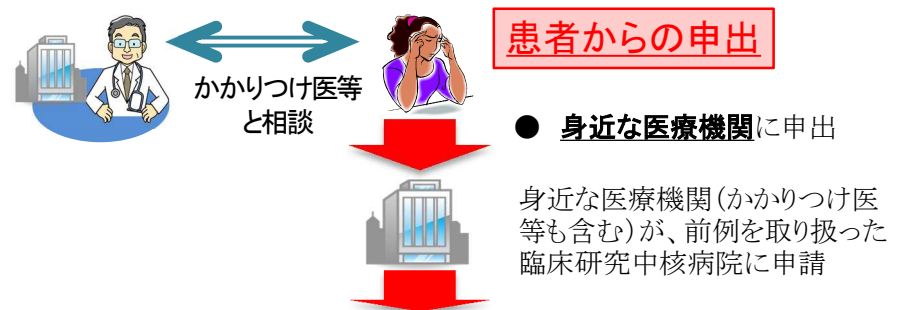 患者からの申出
かかりつけ医等
と相談
● 身近な医療機関に申出
身近な医療機関(かかりつけ医
等も含む)が、前例を取り扱った
臨床研究中核病院に申請